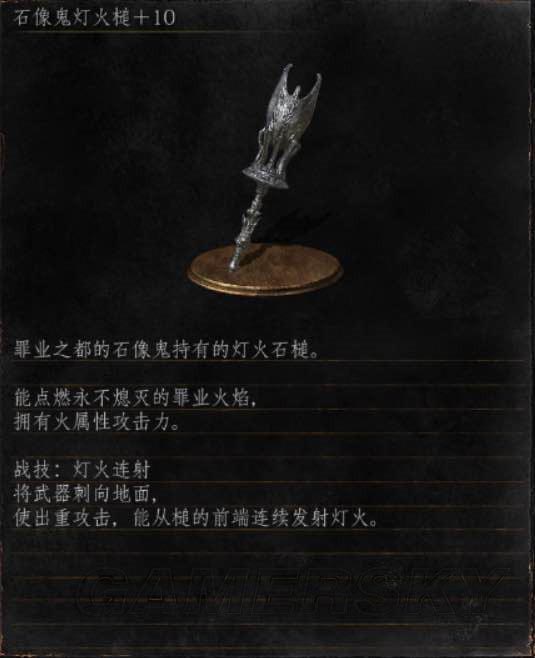 石像鬼灯火槌＋10
罪业之都的石像鬼持有的灯火石槌。
能点燃永不熄灭的罪业火焰,
拥有火属性攻击力。
战技：灯火连射
将武器刺向地面,
使出重攻击，能从槌的前端连续发射灯火。
GAMERSKY